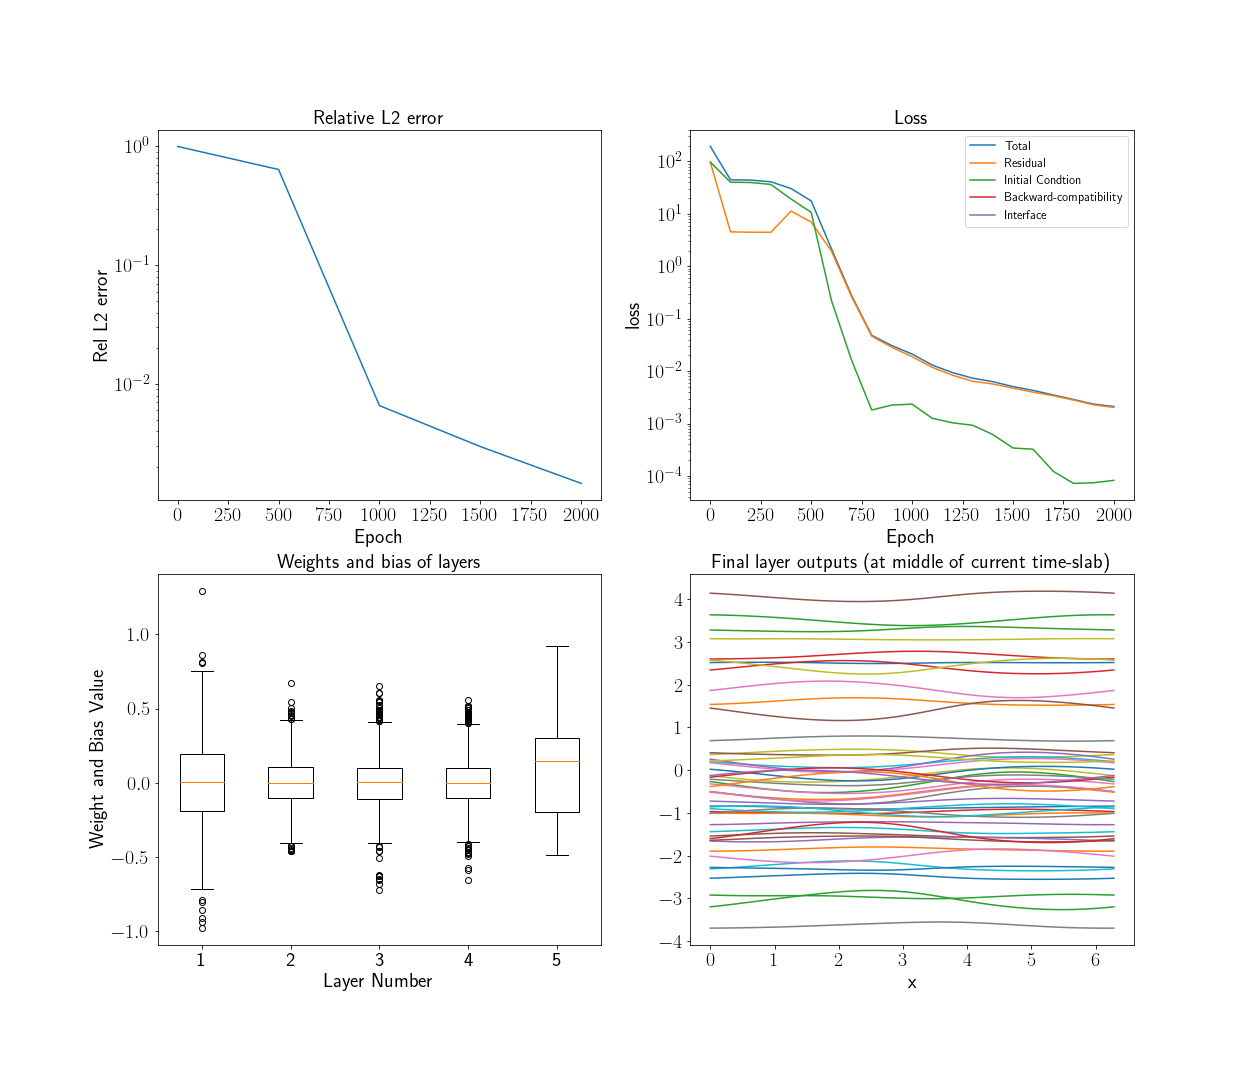 Relative L2 error
10^0
10^{-1}
10^{-2}
Rel L2 error
0 250 500 750 1000 1250 1500 1750 2000
Epoch
Loss
Total
Residual
Initial Condtion
Backward-compatibility
Interface
10^2
10^1
10^0
10^{-1}
10^{-2}
10^{-3}
10^{-4}
loss
0 250 500 750 1000 1250 1500 1750 2000
Epoch
Weights and bias of layers
1.0
0.5
0.0
−0.5
−1.0
Weight and Bias Value
1 2 3 4 5
Layer Number
Final layer outputs (at middle of current time-slab)
4
3
2
1
0
−1
−2
−3
−4
0 1 2 3 4 5 6
x